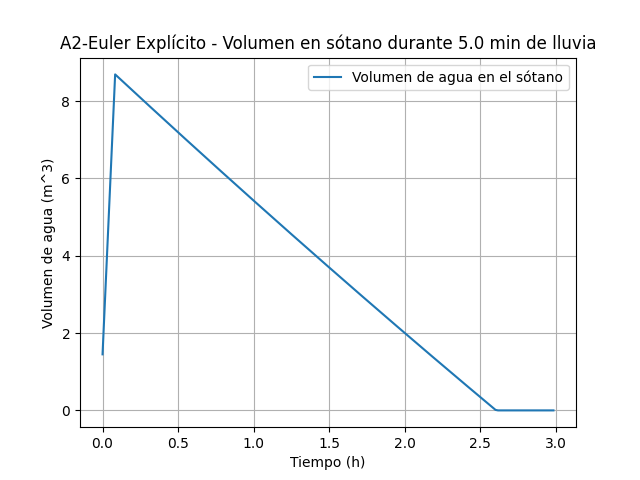 A2-Euler Explícito - Volumen en sótano durante 5.0 min de lluvia
Volumen de agua en el sótano
Volumen de agua (m^3)
8
6
4
2
0
0.0 0.5 1.0 1.5 2.0 2.5 3.0
Tiempo (h)